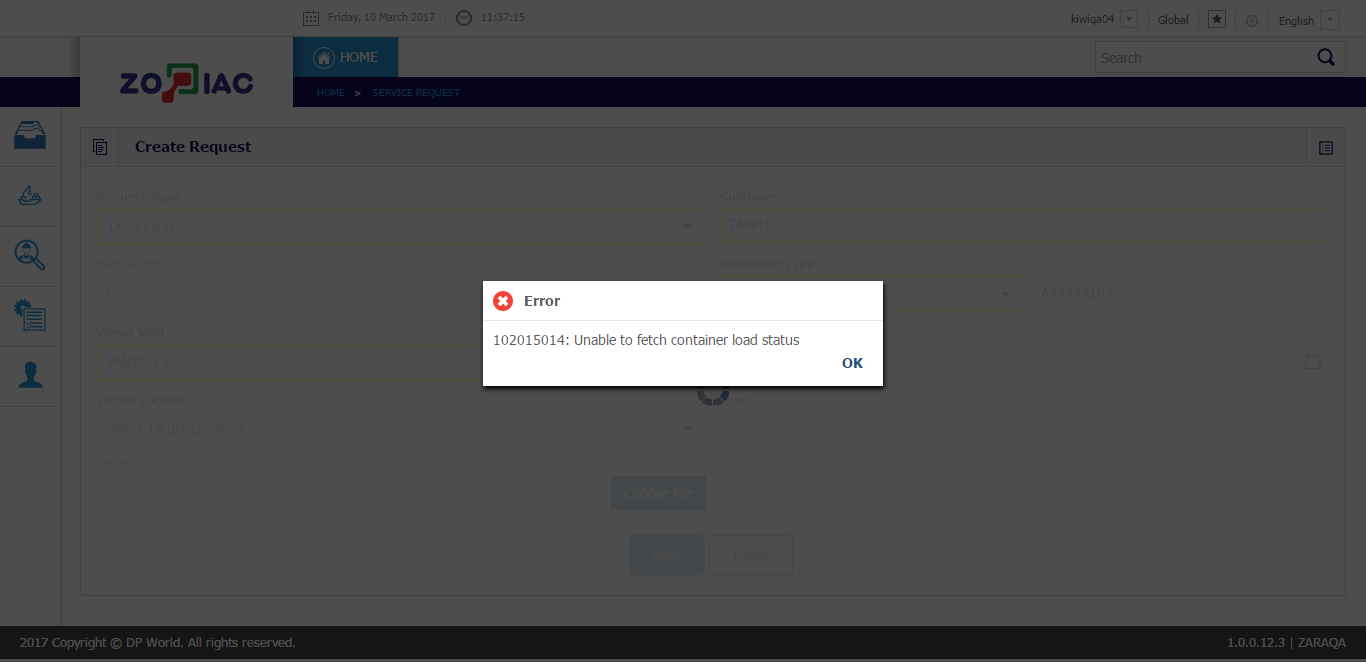 Friday, 10 March 2017 11:37:15 kiwiqa04 Global English
ZODIAC
HOME
Search
HOME > SERVICE REQUEST
Create Request
Request Type Customer
Devanning TAM01
Invoice Option Document Type
AAAAAA107
Vessel Visit
MAN0214
Target Location
Select Target Location
Attachment
Choose File
Save Reset
Error
102015014: Unable to fetch container load status
OK
2017 Copyright © DP World. All rights reserved. 1.0.0.12.3 | ZARAQA